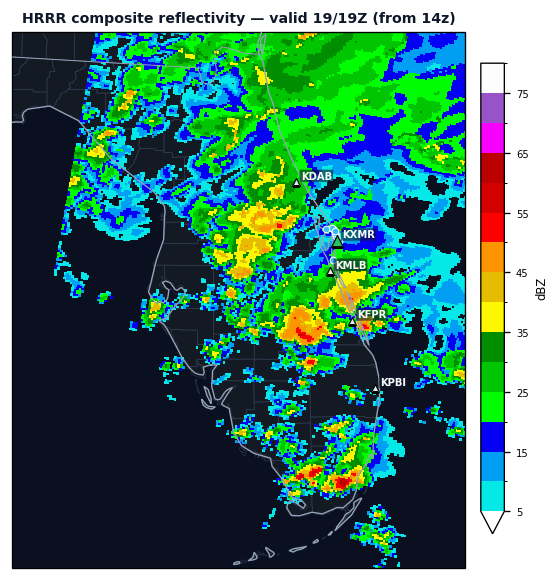 HRRR composite reflectivity — valid 19/19Z (from 14z)
KDAB
KXMR
KMLB
KFPR
KPBI
75
65
55
45
35
25
15
5
dBZ